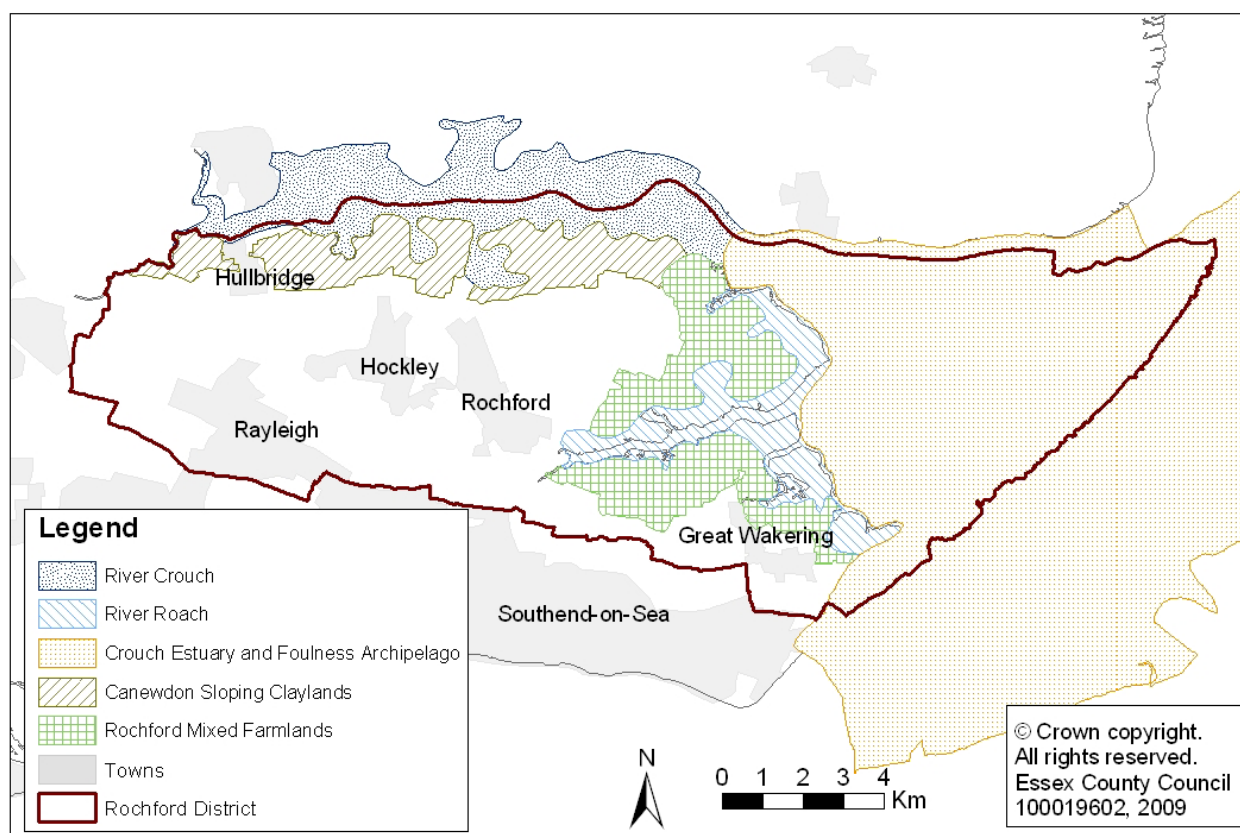 Hullbridge
Hockley
Rochford
Rayleigh
Great Wakering
Southend-on-Sea
Legend
River Crouch
River Roach
Crouch Estuary and Foulness Archipelago
Canewdon Sloping Claylands
Rochford Mixed Farmlands
Towns
Rochford District
N
0 1 2 3 4
Km
© Crown copyright.
All rights reserved.
Essex County Council
100019602, 2009